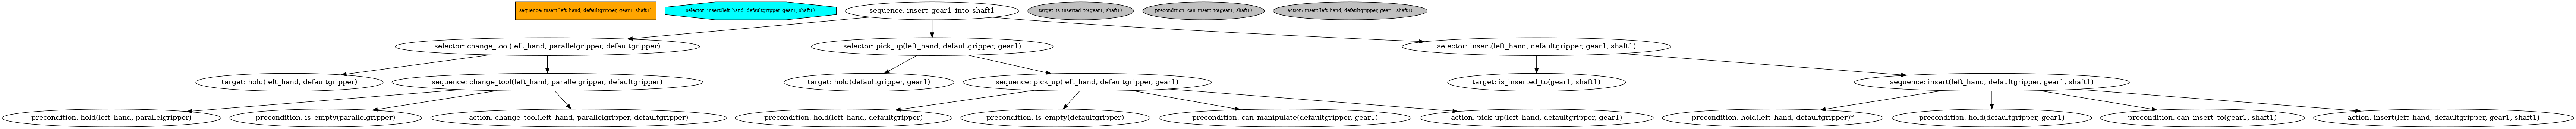 sequence: insert(left_hand, defaultgripper, gear1, shaft1)
selector: insert(left_hand, defaultgripper, gear1, shaft1)
sequence: insert_gear1_into_shaft1
target: is_inserted_to(gear1, shaft1)
precondition: can_insert_to(gear1, shaft1)
action: insert(left_hand, defaultgripper, gear1, shaft1)
selector: change_tool(left_hand, parallelgripper, defaultgripper)
selector: pick_up(left_hand, defaultgripper, gear1)
selector: insert(left_hand, defaultgripper, gear1, shaft1)
target: hold(left_hand, defaultgripper)
sequence: change_tool(left_hand, parallelgripper, defaultgripper)
target: hold(defaultgripper, gear1)
sequence: pick_up(left_hand, defaultgripper, gear1)
target: is_inserted_to(gear1, shaft1)
sequence: insert(left_hand, defaultgripper, gear1, shaft1)
precondition: hold(left_hand, parallelgripper)
precondition: is_empty(parallelgripper)
action: change_tool(left_hand, parallelgripper, defaultgripper)
precondition: hold(left_hand, defaultgripper)
precondition: is_empty(defaultgripper)
precondition: can_manipulate(defaultgripper, gear1)
action: pick_up(left_hand, defaultgripper, gear1)
precondition: hold(left_hand, defaultgripper)*
precondition: hold(defaultgripper, gear1)
precondition: can_insert_to(gear1, shaft1)
action: insert(left_hand, defaultgripper, gear1, shaft1)